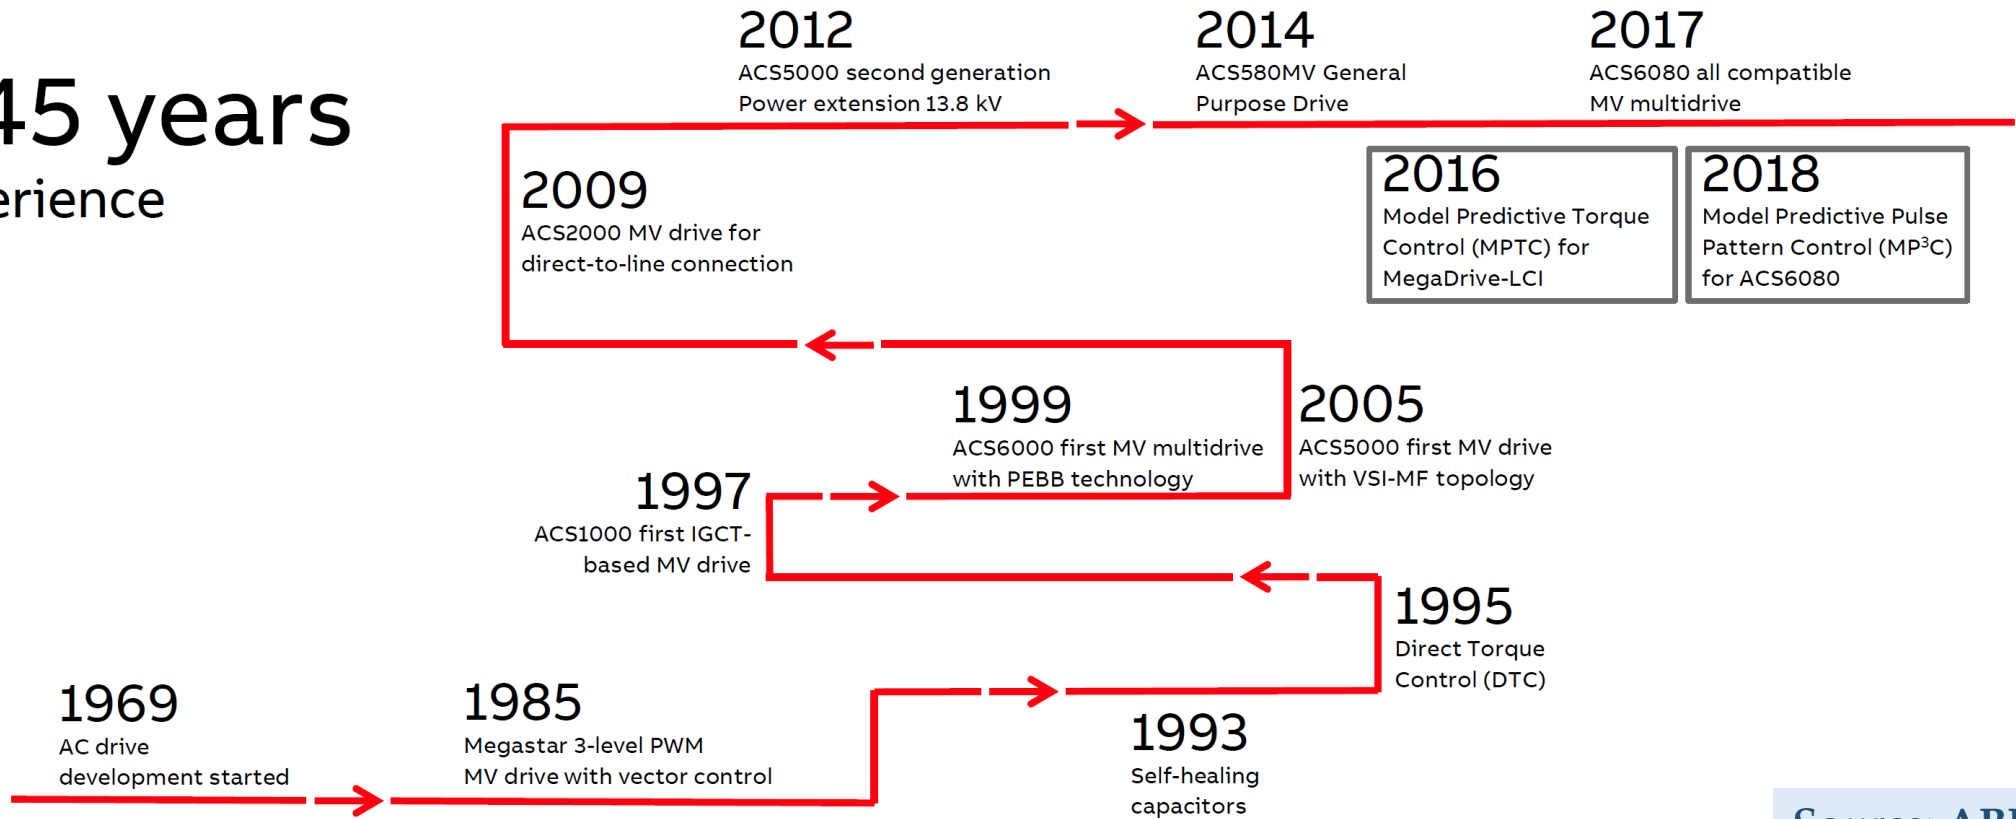 45 years
erience
2012
ACS5000 second generation
Power extension 13.8 kV
2014
ACS580MV General
Purpose Drive
2017
ACS6080 all compatible
MV multidrive
2016
Model Predictive Torque
Control (MPTC) for
MegaDrive-LCI
2018
Model Predictive Pulse
Pattern Control (MP³C)
for ACS6080
2009
ACS2000 MV drive for
direct-to-line connection
1999
ACS6000 first MV multidrive
with PEBB technology
2005
ACS5000 first MV drive
with VSI-MF topology
1997
ACS1000 first IGCT-
based MV drive
1995
Direct Torque
Control (DTC)
1969
AC drive
development started
1985
Megastar 3-level PWM
MV drive with vector control
1993
Self-healing
capacitors
Source: ABB